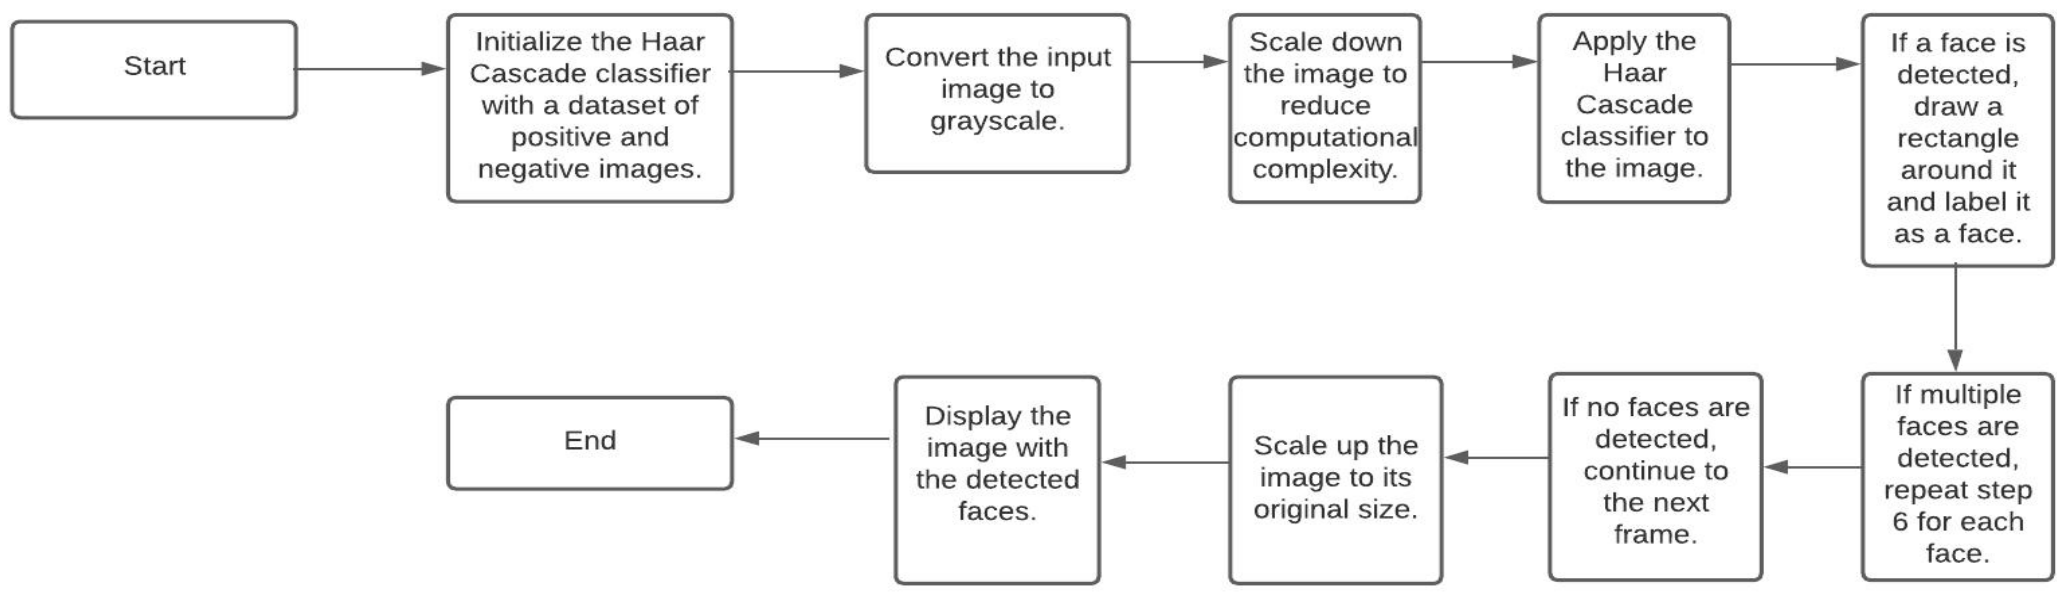 Start
Initialize the Haar
Cascade classifier
with a dataset of
positive and
negative images.
Convert the input
image to
grayscale.
Scale down
the image to
reduce
computational
complexity.
Apply the
Haar
Cascade
classifier to
the image.
If a face is
detected,
draw a
rectangle
around it
and label it
as a face.
If multiple
faces are
detected,
repeat step
6 for each
face.
If no faces are
detected,
continue to
the next
frame.
Scale up the
image to its
original size.
Display the
image with
the detected
faces.
End